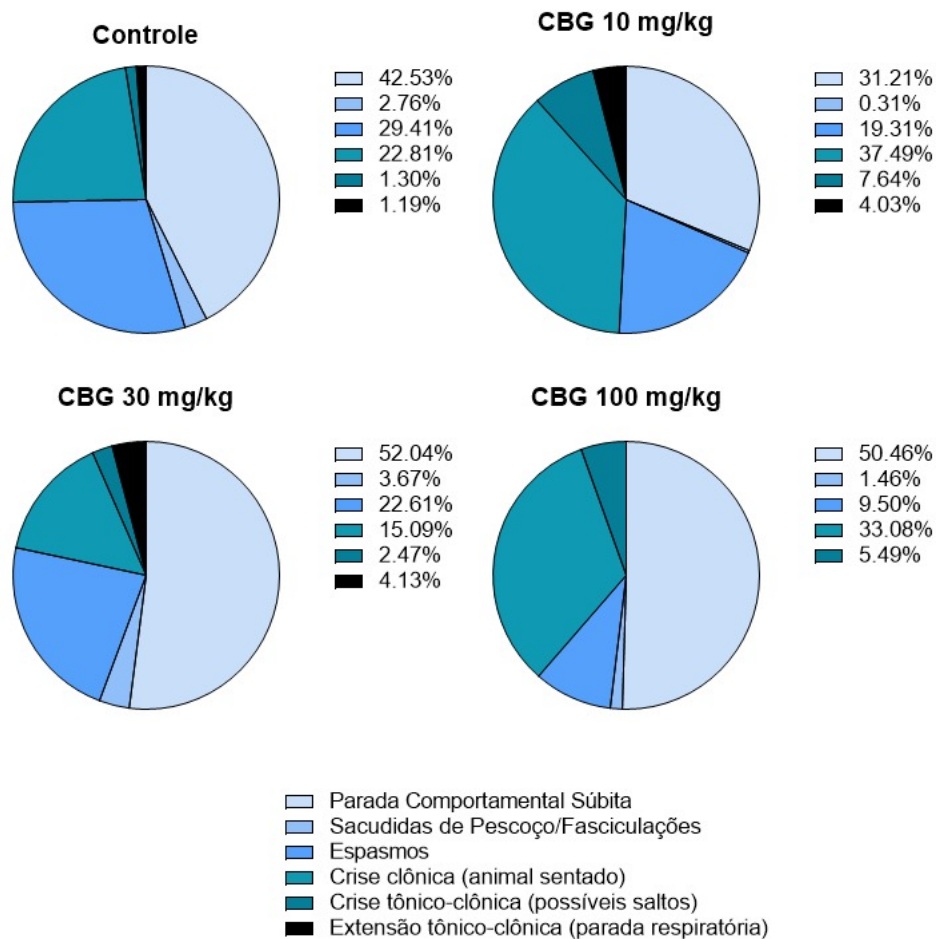 Controle
42.53%
2.76%
29.41%
22.81%
1.30%
1.19%
CBG 10 mg/kg
31.21%
0.31%
19.31%
37.49%
7.64%
4.03%
CBG 30 mg/kg
52.04%
3.67%
22.61%
15.09%
2.47%
4.13%
CBG 100 mg/kg
50.46%
1.46%
9.50%
33.08%
5.49%
Parada Comportamental Súbita
Sacudidas de Pescoço/Fasciculações
Espasmos
Crise clônica (animal sentado)
Crise tônico-clônica (possíveis saltos)
Extensão tônico-clônica (parada respiratória)